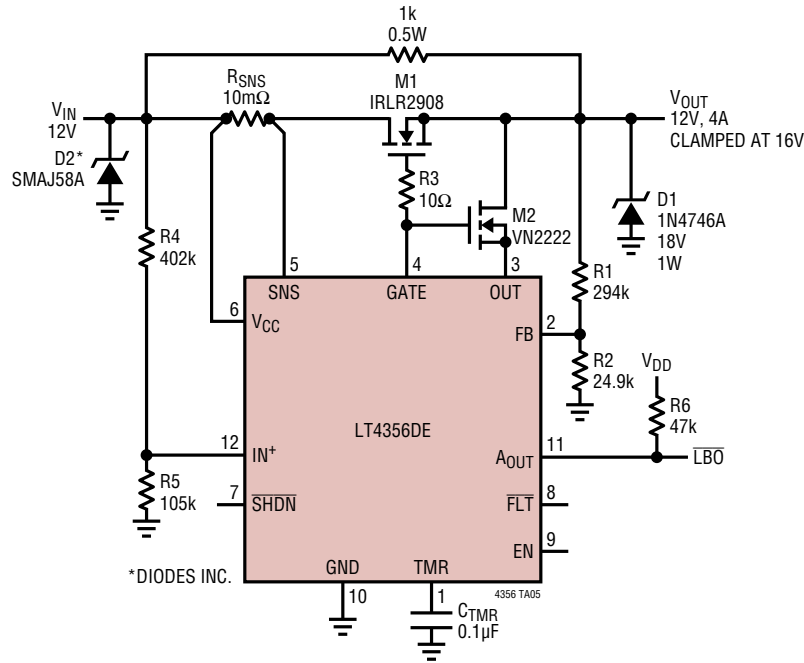 1k
0.5W
RSNS
10mΩ
M1
IRLR2908
VIN
12V
VOUT
12V, 4A
CLAMPED AT 16V
D2*
SMAJ58A
R3
10Ω
M2
VN2222
D1
1N4746A
18V
1W
R4
402k
5
4
3
SNS
GATE
OUT
R1
294k
6
VCC
FB
2
R2
24.9k
VDD
R6
47k
LT4356DE
12
IN+
AOUT
11
LBO
R5
105k
7
SHDN
FLT
8
EN
9
*DIODES INC.
GND
TMR
10
1
4356 TA05
CTMR
0.1µF